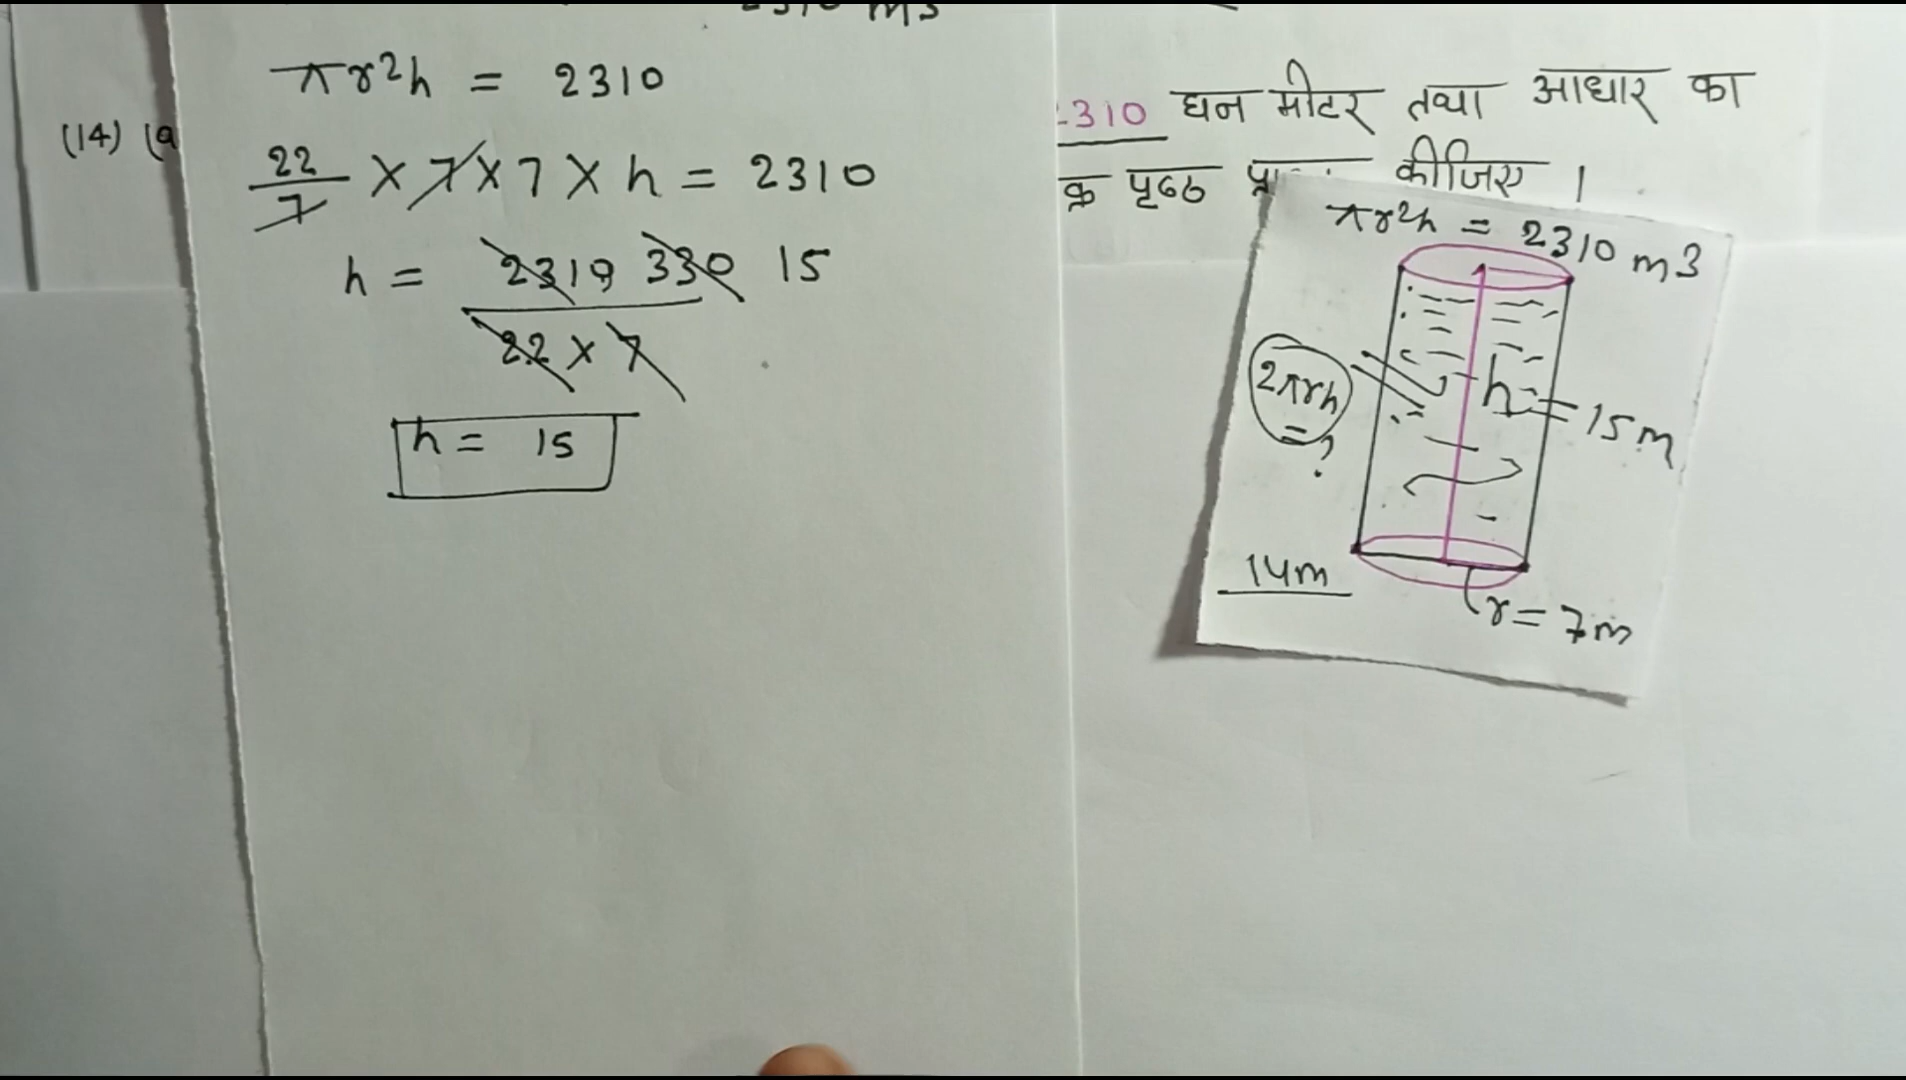 πr²h = 2310
(14) (a
22/7 × 7 × 7 × h = 2310
h = 2310 330 15
22 × 7
h = 15
2310 घन मीटर तथा आधार का
क्र पृष्ठ कीजिए ।
πr²h = 2310 m3
2πrh
= ?
h = 15m
14m
r = 7m